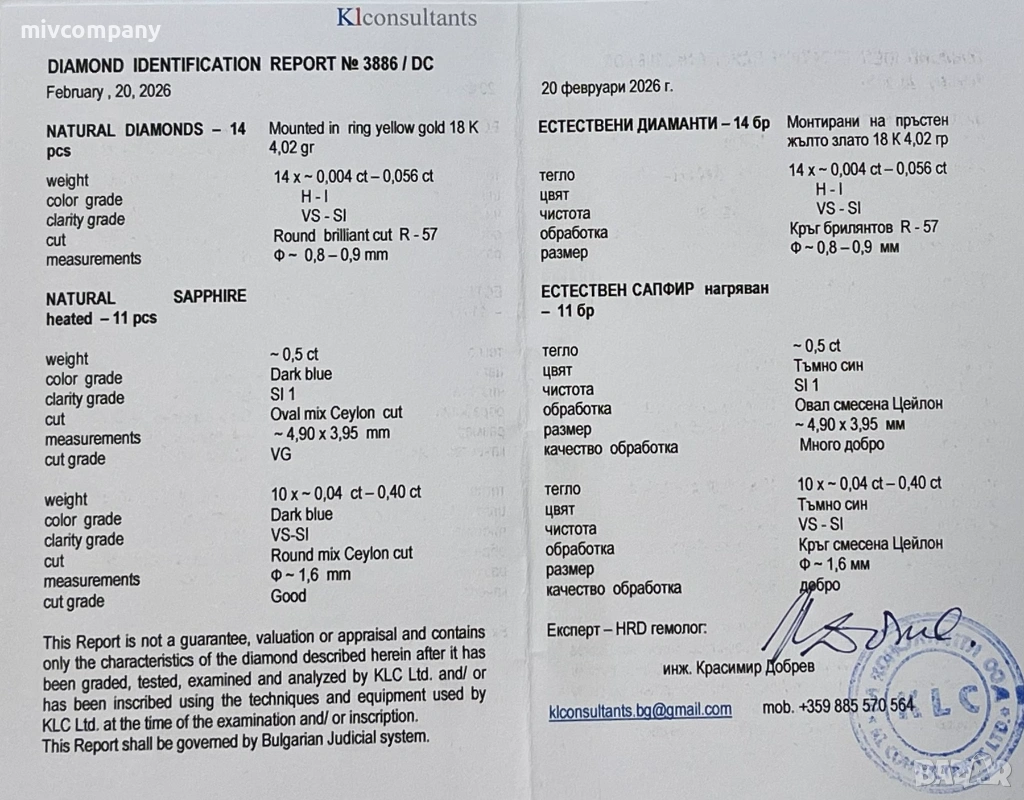 Klconsultants
mivcompany
DIAMOND IDENTIFICATION REPORT № 3886 / DC
February , 20, 2026
NATURAL DIAMONDS – 14 pcs
Mounted in ring yellow gold 18 K
4,02 gr
weight 14 x ~ 0,004 ct – 0,056 ct
color grade H - I
clarity grade VS - SI
cut Round brilliant cut R - 57
measurements Ф ~ 0,8 – 0,9 mm
NATURAL SAPPHIRE
heated – 11 pcs
weight ~ 0,5 ct
color grade Dark blue
clarity grade SI 1
cut Oval mix Ceylon cut
measurements ~ 4,90 x 3,95 mm
cut grade VG
weight 10 x ~ 0,04 ct – 0,40 ct
color grade Dark blue
clarity grade VS-SI
cut Round mix Ceylon cut
measurements Ф ~ 1,6 mm
cut grade Good
This Report is not a guarantee, valuation or appraisal and contains
only the characteristics of the diamond described herein after it has
been graded, tested, examined and analyzed by KLC Ltd. and/ or
has been inscribed using the techniques and equipment used by
KLC Ltd. at the time of the examination and/ or inscription.
This Report shall be governed by Bulgarian Judicial system.
20 февруари 2026 г.
ЕСТЕСТВЕНИ ДИАМАНТИ – 14 бр
Монтирани на пръстен
жълто злато 18 К 4,02 гр
тегло 14 x ~ 0,004 ct – 0,056 ct
цвят H - I
чистота VS - SI
обработка Кръг брилянтов R - 57
размер Ф ~ 0,8 – 0,9 мм
ЕСТЕСТВЕН САПФИР нагряван
– 11 бр
тегло ~ 0,5 ct
цвят Тъмно син
чистота SI 1
обработка Овал смесена Цейлон
размер ~ 4,90 x 3,95 мм
качество обработка Много добро
тегло 10 x ~ 0,04 ct – 0,40 ct
цвят Тъмно син
чистота VS - SI
обработка Кръг смесена Цейлон
размер Ф ~ 1,6 мм
качество обработка добро
Експерт – HRD гемолог:
инж. Красимир Добрев
klconsultants.bg@gmail.com mob. +359 885 570 564
KLC
BAZAR